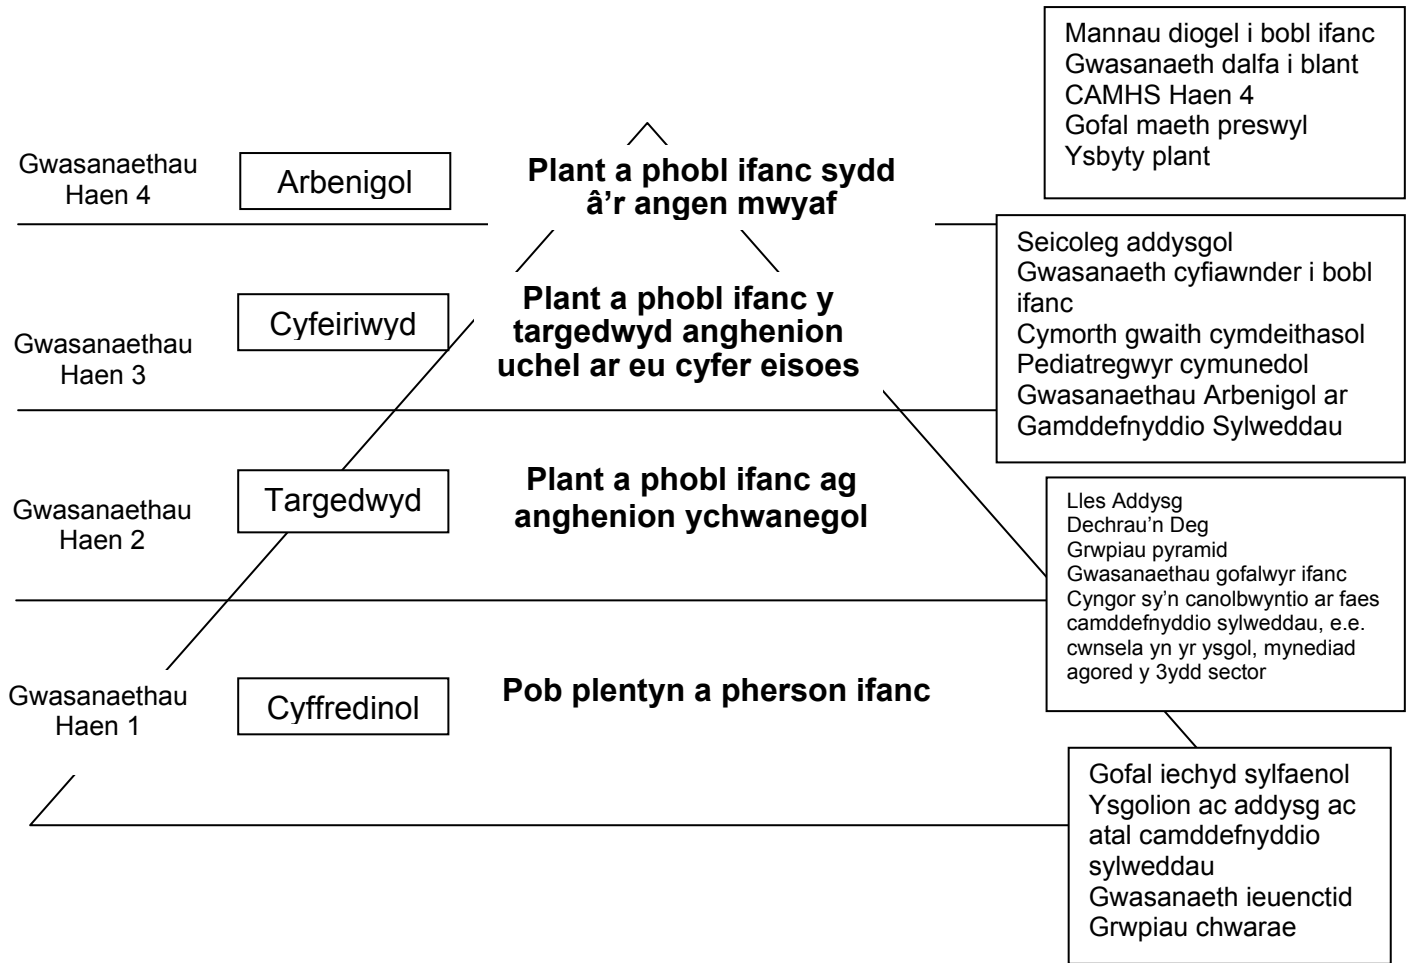 Mannau diogel i bobl ifanc
Gwasanaeth dalfa i blant
CAMHS Haen 4
Gofal maeth preswyl
Ysbyty plant
Gwasanaethau
Haen 4
Arbenigol
Plant a phobl ifanc sydd
â’r angen mwyaf
Seicoleg addysgol
Gwasanaeth cyfiawnder i bobl
ifanc
Cymorth gwaith cymdeithasol
Pediatregwyr cymunedol
Gwasanaethau Arbenigol ar
Gamddefnyddio Sylweddau
Gwasanaethau
Haen 3
Cyfeiriwyd
Plant a phobl ifanc y
targedwyd anghenion
uchel ar eu cyfer eisoes
Gwasanaethau
Haen 2
Targedwyd
Plant a phobl ifanc ag
anghenion ychwanegol
Lles Addysg
Dechrau’n Deg
Grwpiau pyramid
Gwasanaethau gofalwyr ifanc
Cyngor sy’n canolbwyntio ar faes
camddefnyddio sylweddau, e.e.
cwnsela yn yr ysgol, mynediad
agored y 3ydd sector
Gwasanaethau
Haen 1
Cyffredinol
Pob plentyn a pherson ifanc
Gofal iechyd sylfaenol
Ysgolion ac addysg ac
atal camddefnyddio
sylweddau
Gwasanaeth ieuenctid
Grwpiau chwarae